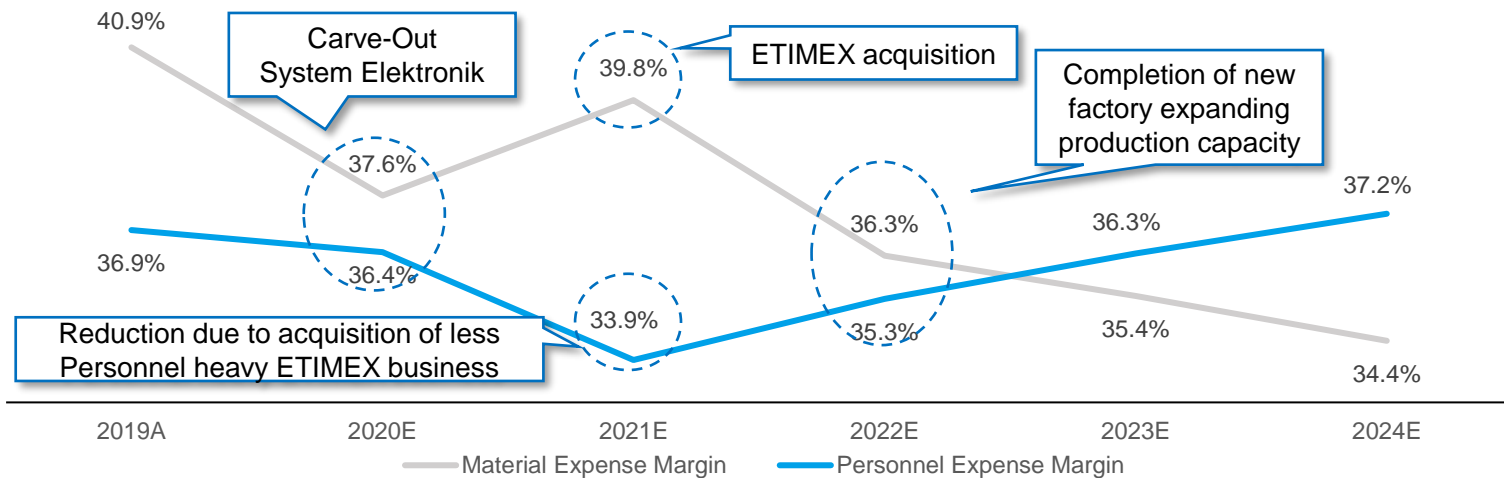 40.9%
Carve-Out
System Elektronik
37.6%
39.8%
ETIMEX acquisition
Completion of new
factory expanding
production capacity
36.3%
36.3%
37.2%
36.9%
36.4%
33.9%
35.3%
35.4%
34.4%
Reduction due to acquisition of less
Personnel heavy ETIMEX business
2019A 2020E 2021E 2022E 2023E 2024E
Material Expense Margin Personnel Expense Margin